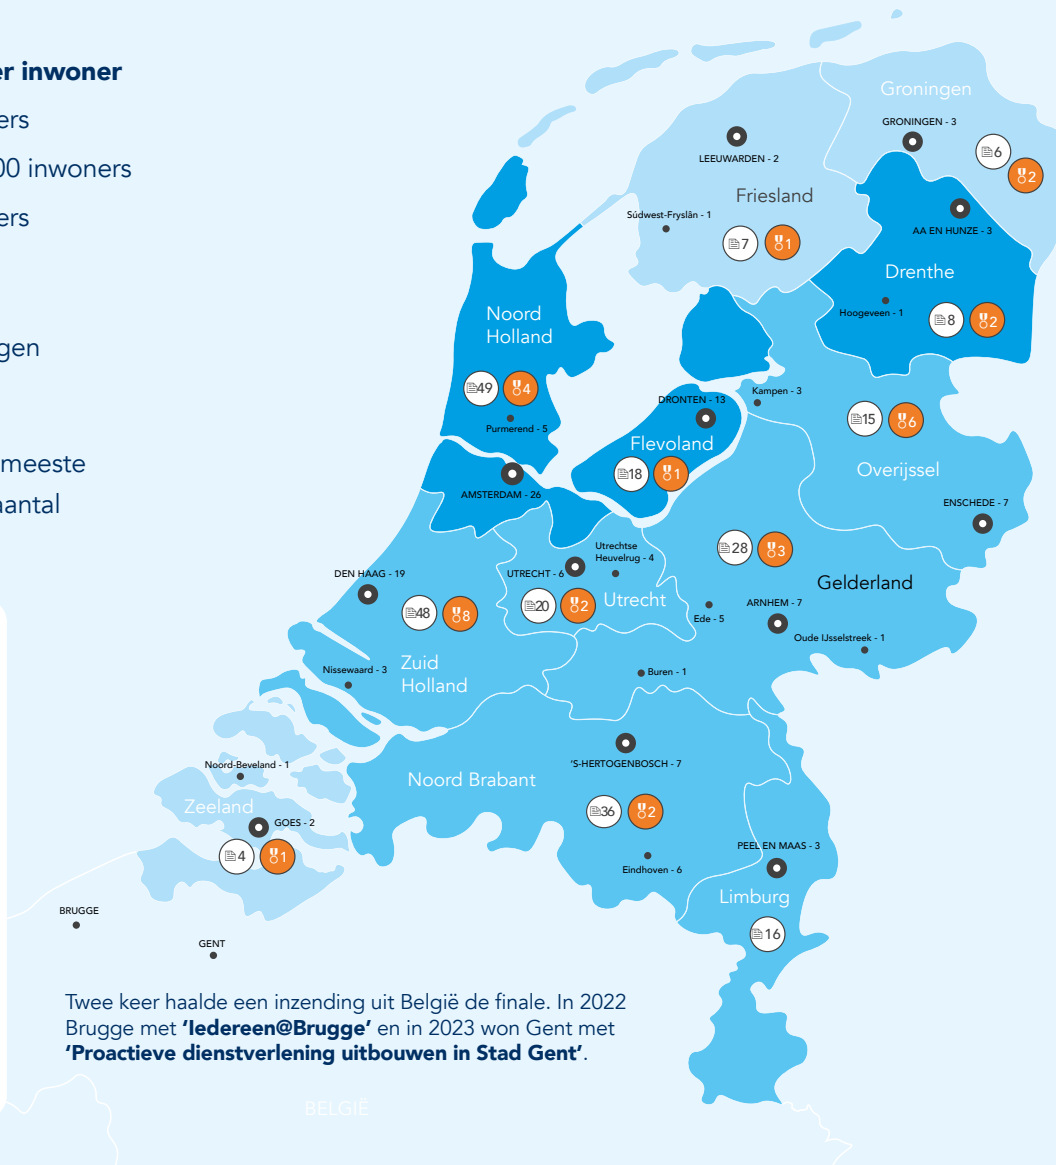 er inwoner
ers
00 inwoners
ers
gen
meeste
aantal
Groningen
GRONINGEN - 3
6
2
LEEUWARDEN - 2
Friesland
Súdwest-Fryslân - 1
7
1
AA EN HUNZE - 3
Drenthe
Hoogeveen - 1
8
2
Noord
Holland
49
4
Purmerend - 5
AMSTERDAM - 26
DRONTEN - 13
Flevoland
18
1
Kampen - 3
15
6
Overijssel
ENSCHEDE - 7
28
3
Gelderland
ARNHEM - 7
Ede - 5
Oude IJsselstreek - 1
Buren - 1
Utrechtse
Heuvelrug - 4
UTRECHT - 6
20
2
Utrecht
DEN HAAG - 19
48
8
Zuid
Holland
Nissewaard - 3
Noord-Beveland - 1
Zeeland
GOES - 2
4
1
Noord Brabant
'S-HERTOGENBOSCH - 7
36
2
Eindhoven - 6
PEEL EN MAAS - 3
Limburg
16
BRUGGE
GENT
Twee keer haalde een inzending uit België de finale. In 2022
Brugge met ‘Iedereen@Brugge’ en in 2023 won Gent met
‘Proactieve dienstverlening uitbouwen in Stad Gent’.
BELGIË